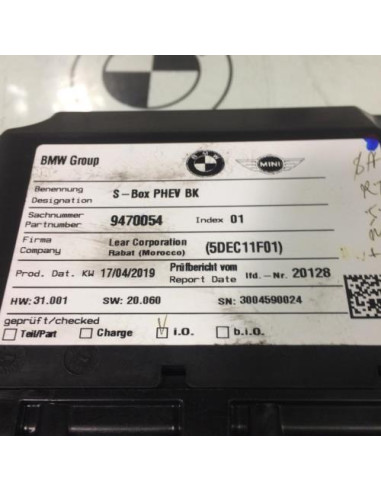 BMW Group
MINI
Benennung
Designation
S-Box PHEV BK
Sachnummer
Partnumber
9470054 Index 01
Firma
Company
Lear Corporation
Rabat (Morocco)
(5DEC11F01)
Prod. Dat. KW 17/04/2019
Prüfbericht vom
Report Date
lfd.-Nr. 20128
HW: 31.001 SW: 20.060 SN: 3004590024
geprüft/checked
Teil/Part Charge i.O. b.i.O.